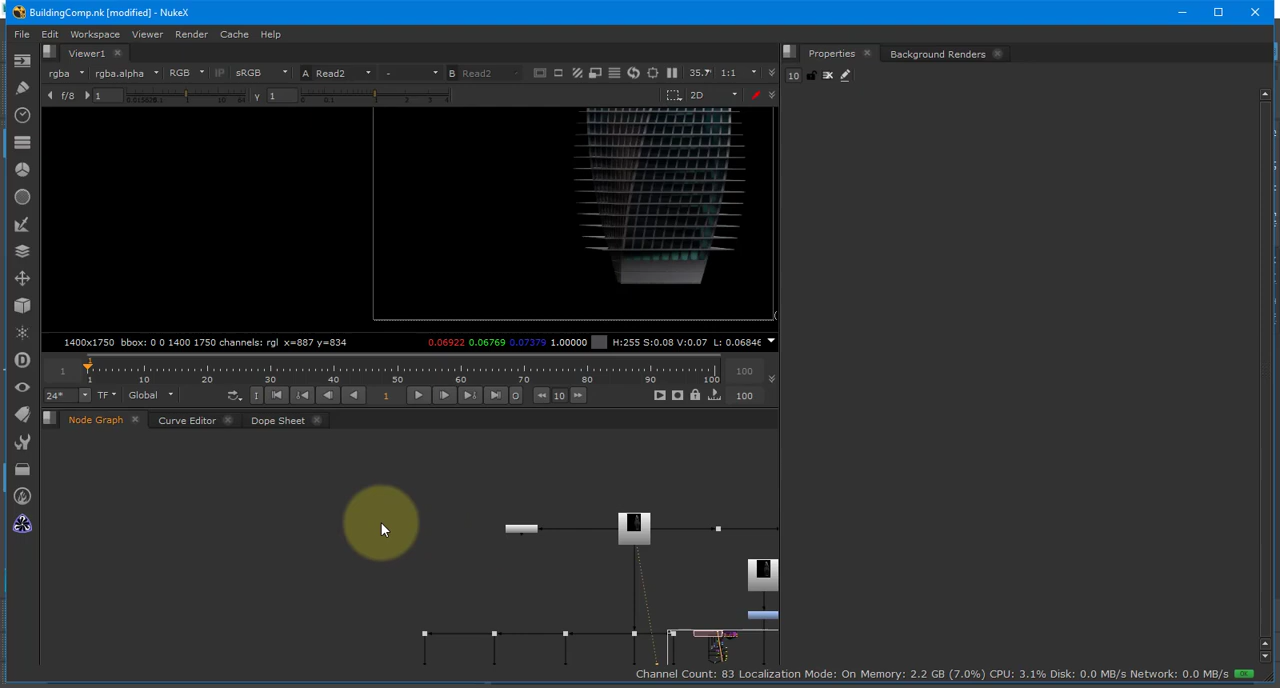 BuildingComp.nk [modified] - NukeX
File Edit Workspace Viewer Render Cache Help
Viewer1 Properties Background Renders
rgba rgba.alpha RGB IP sRGB A Read2 - B Read2 35.7 1:1 10
f/8 1 y 1 2D
1400x1750 bbox: 0 0 1400 1750 channels: rgl x=887 y=834 0.06922 0.06769 0.07379 1.00000 H:255 S:0.08 V:0.07 L: 0.06846
1
1 1 10 20 30 40 50 60 70 80 90 100 100
24* TF Global I 1 O 10 100
Node Graph Curve Editor Dope Sheet
Channel Count: 83 Localization Mode: On Memory: 2.2 GB (7.0%) CPU: 3.1% Disk: 0.0 MB/s Network: 0.0 MB/s